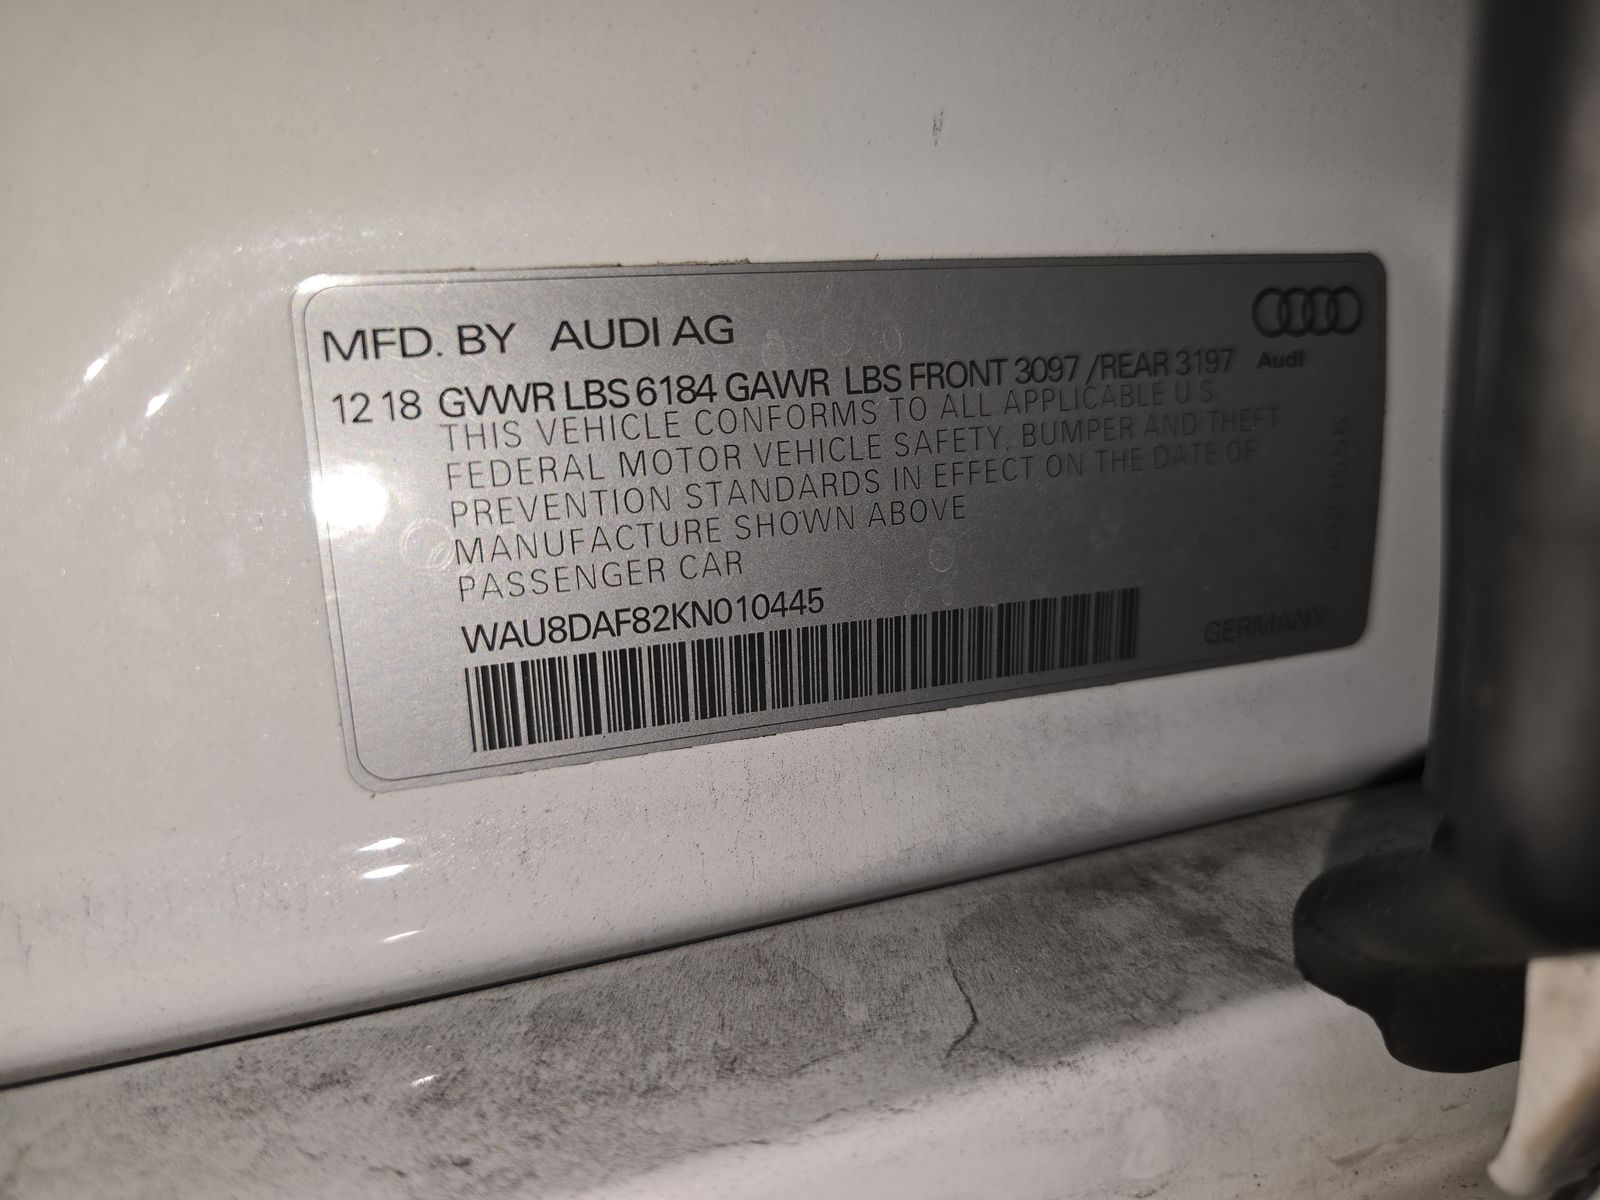 MFD. BY AUDI AG
Audi
12 18 GVWR LBS 6184 GAWR LBS FRONT 3097 /REAR 3197
THIS VEHICLE CONFORMS TO ALL APPLICABLE U S
FEDERAL MOTOR VEHICLE SAFETY, BUMPER AND THEFT
PREVENTION STANDARDS IN EFFECT ON THE DATE OF
MANUFACTURE SHOWN ABOVE
PASSENGER CAR
WAU8DAF82KN010445
GERMANY